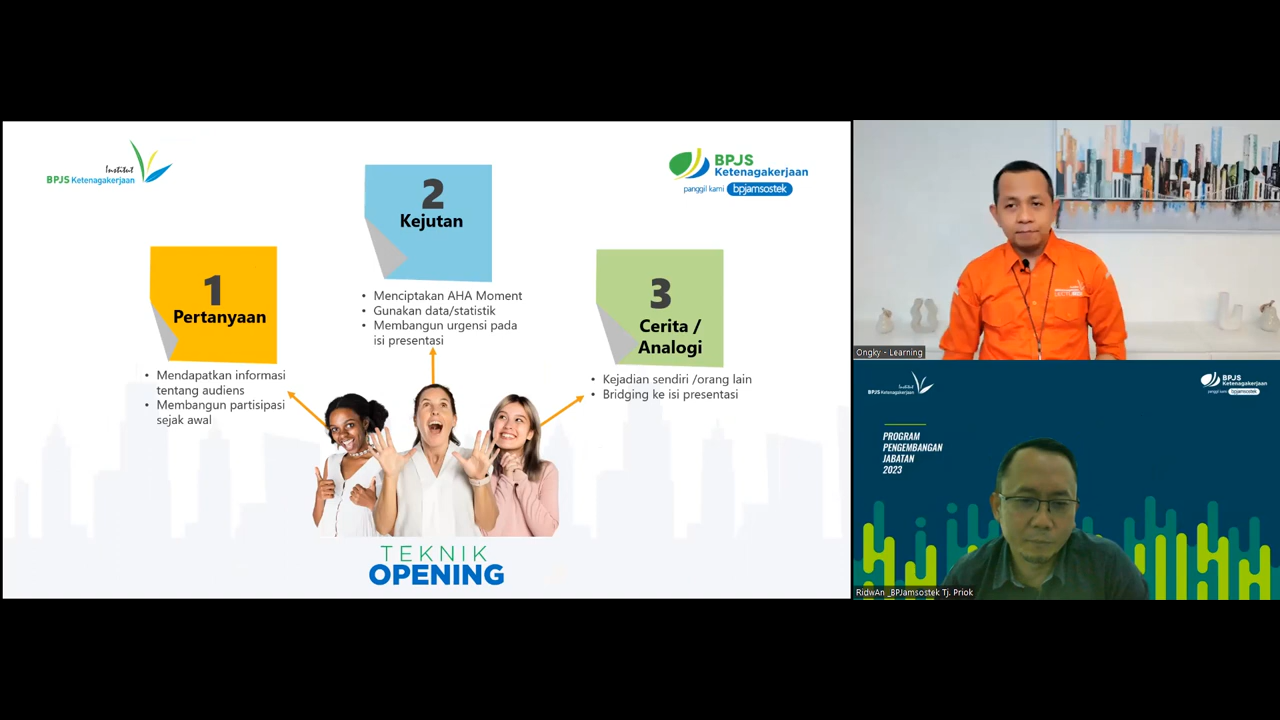 Institut
BPJS Ketenagakerjaan
BPJS
Ketenagakerjaan
panggil kami bpjamsostek
1
Pertanyaan
• Mendapatkan informasi
tentang audiens
• Membangun partisipasi
sejak awal
2
Kejutan
• Menciptakan AHA Moment
• Gunakan data/statistik
• Membangun urgensi pada
isi presentasi
3
Cerita /
Analogi
• Kejadian sendiri /orang lain
• Bridging ke isi presentasi
TEKNIK
OPENING
Ongky - Learning
Institut
BPJS Ketenagakerjaan
BPJS
Ketenagakerjaan
panggil kami bpjamsostek
PROGRAM
PENGEMBANGAN
JABATAN
2023
RidwAn _BPJamsostek Tj. Priok